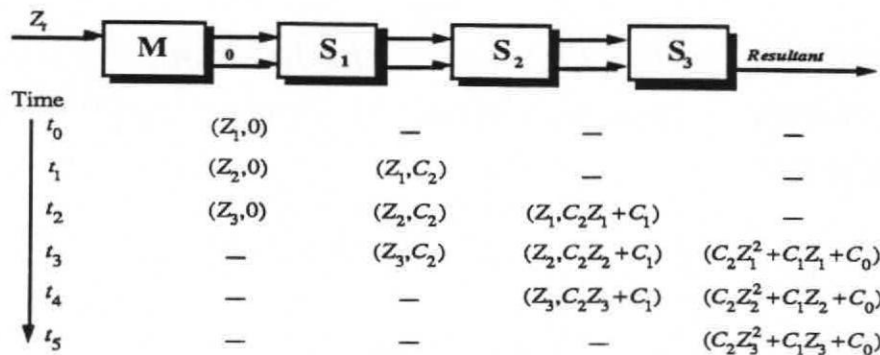 Z_t M 0 S_1 S_2 S_3 Resultant
Time
t_0 (Z_1,0) — — —
t_1 (Z_2,0) (Z_1,C_2) — —
t_2 (Z_3,0) (Z_2,C_2) (Z_1,C_2Z_1+C_1) —
t_3 — (Z_3,C_2) (Z_2,C_2Z_2+C_1) (C_2Z_1^2+C_1Z_1+C_0)
t_4 — — (Z_3,C_2Z_3+C_1) (C_2Z_2^2+C_1Z_2+C_0)
t_5 — — — (C_2Z_3^2+C_1Z_3+C_0)